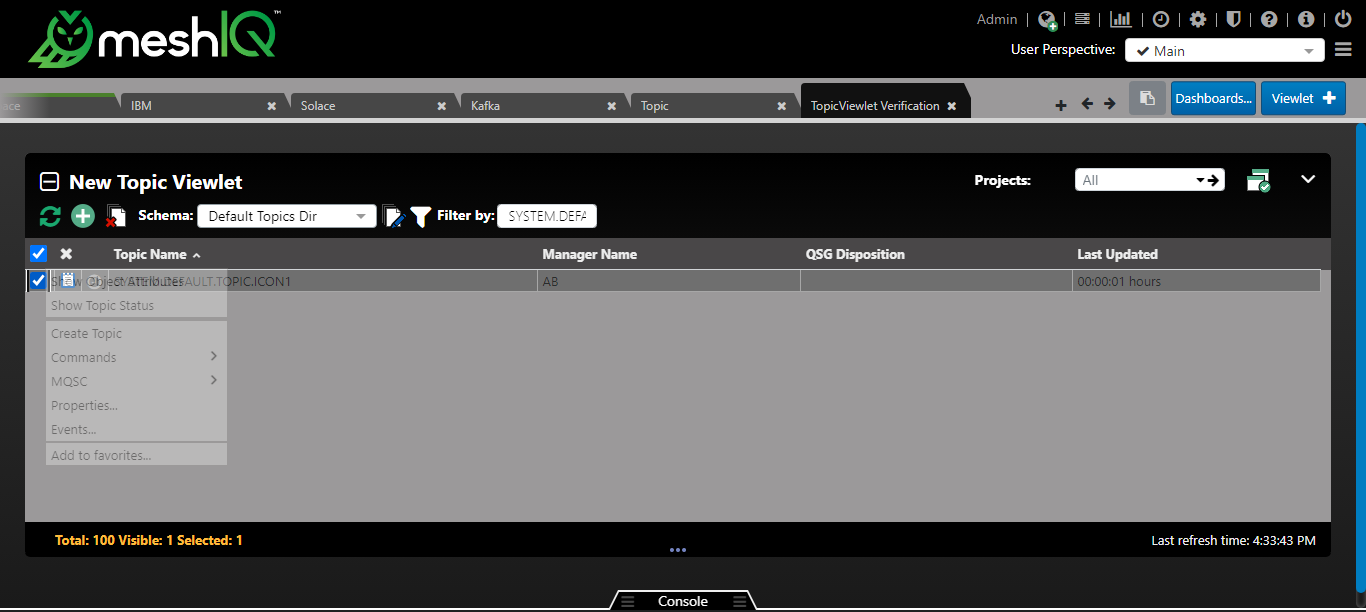 meshIQ™
Admin
User Perspective:
Main
ace
IBM
Solace
Kafka
Topic
TopicViewlet Verification
Dashboards...
Viewlet
New Topic Viewlet
Projects:
All
Schema:
Default Topics Dir
Filter by:
SYSTEM.DEFA
Topic Name
Manager Name
QSG Disposition
Last Updated
Show Object Attributes
SYSTEM.DEFAULT.TOPIC.ICON1
AB
00:00:01 hours
Show Topic Status
Create Topic
Commands
MQSC
Properties...
Events...
Add to favorites...
Total: 100 Visible: 1 Selected: 1
Last refresh time: 4:33:43 PM
Console